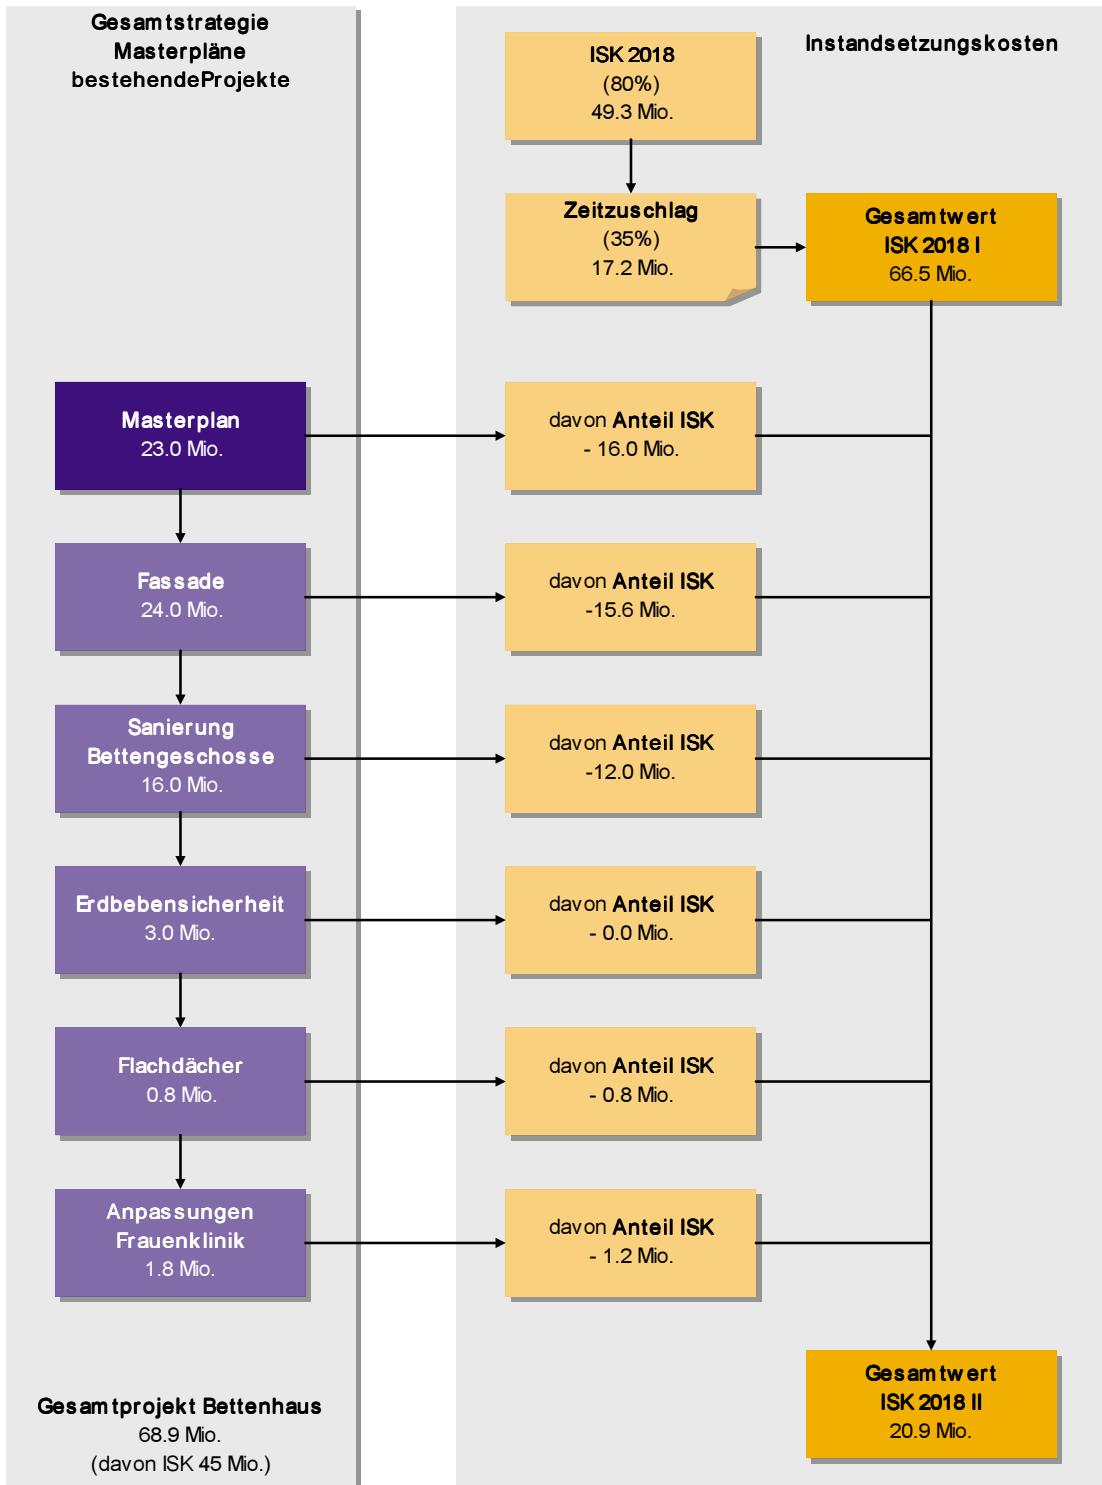 Gesamtstrategie
Masterpläne
bestehendeProjekte
Instandsetzungskosten
ISK 2018
(80%)
49.3 Mio.
Zeitzuschlag
(35%)
17.2 Mio.
Gesamtwert
ISK 2018 I
66.5 Mio.
Masterplan
23.0 Mio.
davon Anteil ISK
- 16.0 Mio.
Fassade
24.0 Mio.
davon Anteil ISK
-15.6 Mio.
Sanierung
Bettengeschosse
16.0 Mio.
davon Anteil ISK
-12.0 Mio.
Erdbebensicherheit
3.0 Mio.
davon Anteil ISK
- 0.0 Mio.
Flachdächer
0.8 Mio.
davon Anteil ISK
- 0.8 Mio.
Anpassungen
Frauenklinik
1.8 Mio.
davon Anteil ISK
- 1.2 Mio.
Gesamtprojekt Bettenhaus
68.9 Mio.
(davon ISK 45 Mio.)
Gesamtwert
ISK 2018 II
20.9 Mio.